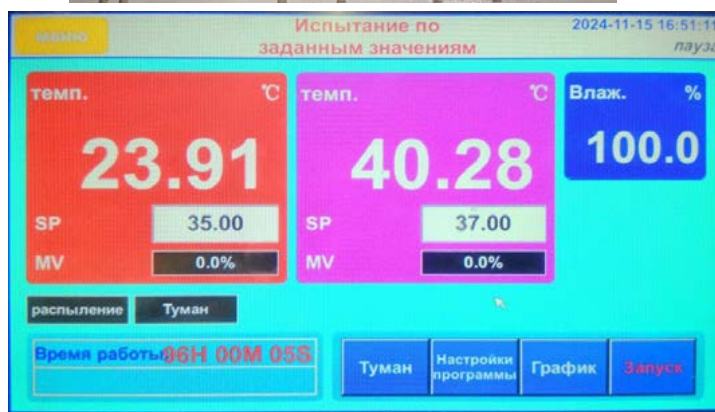 меню
Испытание по
заданным значениям
2024-11-15 16:51:11
пауза
темп. ℃
23.91
SP 35.00
MV 0.0%
темп. ℃
40.28
SP 37.00
MV 0.0%
Влаж. %
100.0
распыление Туман
Время работы 96H 00M 05S
Туман
Настройки
программы
График
Запуск